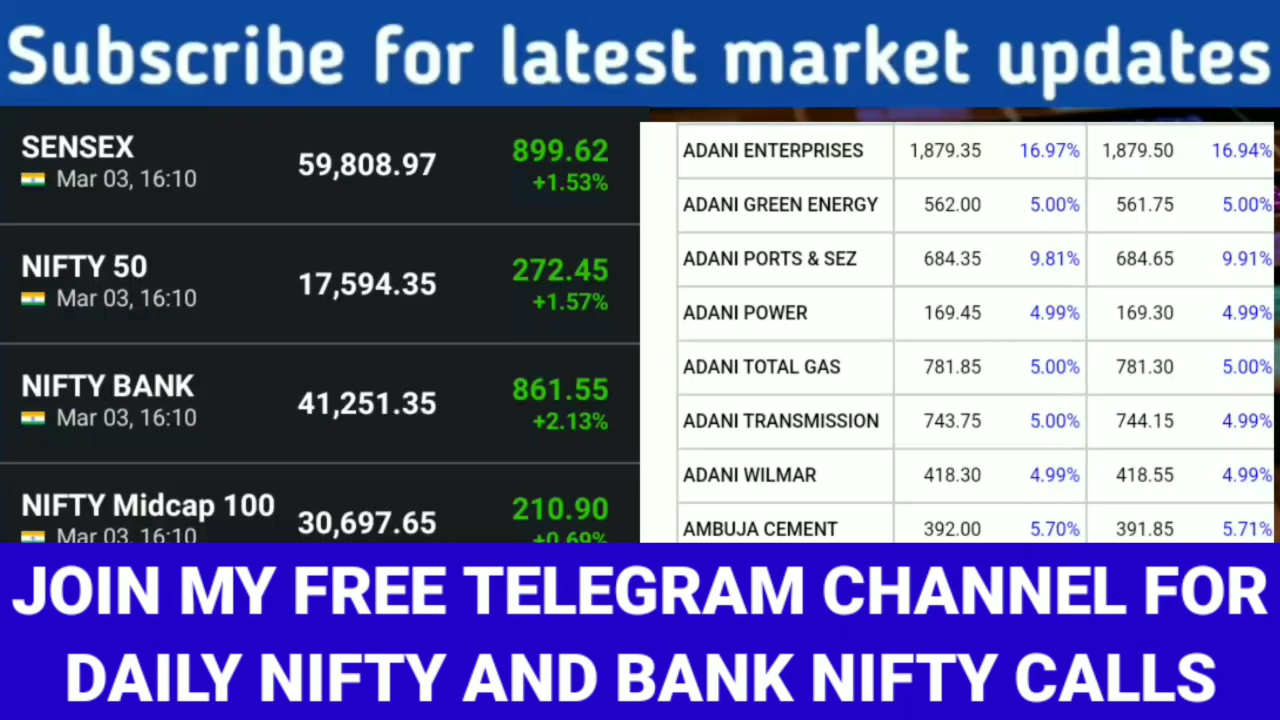 Subscribe for latest market updates
SENSEX
Mar 03, 16:10
59,808.97
899.62
+1.53%
NIFTY 50
Mar 03, 16:10
17,594.35
272.45
+1.57%
NIFTY BANK
Mar 03, 16:10
41,251.35
861.55
+2.13%
NIFTY Midcap 100
Mar 03, 16:10
30,697.65
210.90
+0.69%
ADANI ENTERPRISES 1,879.35 16.97% 1,879.50 16.94%
ADANI GREEN ENERGY 562.00 5.00% 561.75 5.00%
ADANI PORTS & SEZ 684.35 9.81% 684.65 9.91%
ADANI POWER 169.45 4.99% 169.30 4.99%
ADANI TOTAL GAS 781.85 5.00% 781.30 5.00%
ADANI TRANSMISSION 743.75 5.00% 744.15 4.99%
ADANI WILMAR 418.30 4.99% 418.55 4.99%
AMBUJA CEMENT 392.00 5.70% 391.85 5.71%
JOIN MY FREE TELEGRAM CHANNEL FOR
DAILY NIFTY AND BANK NIFTY CALLS